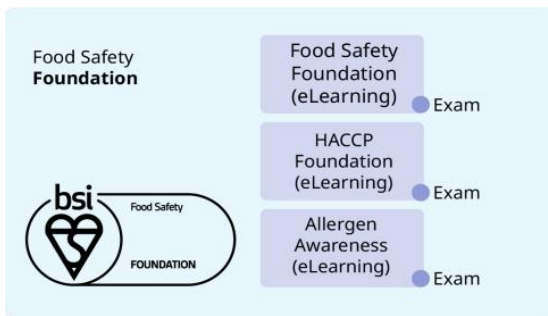 Food Safety
Foundation
Food Safety
Foundation
(eLearning)
Exam
HACCP
Foundation
(eLearning)
Exam
Allergen
Awareness
(eLearning)
Exam
bsi
Food Safety
FOUNDATION